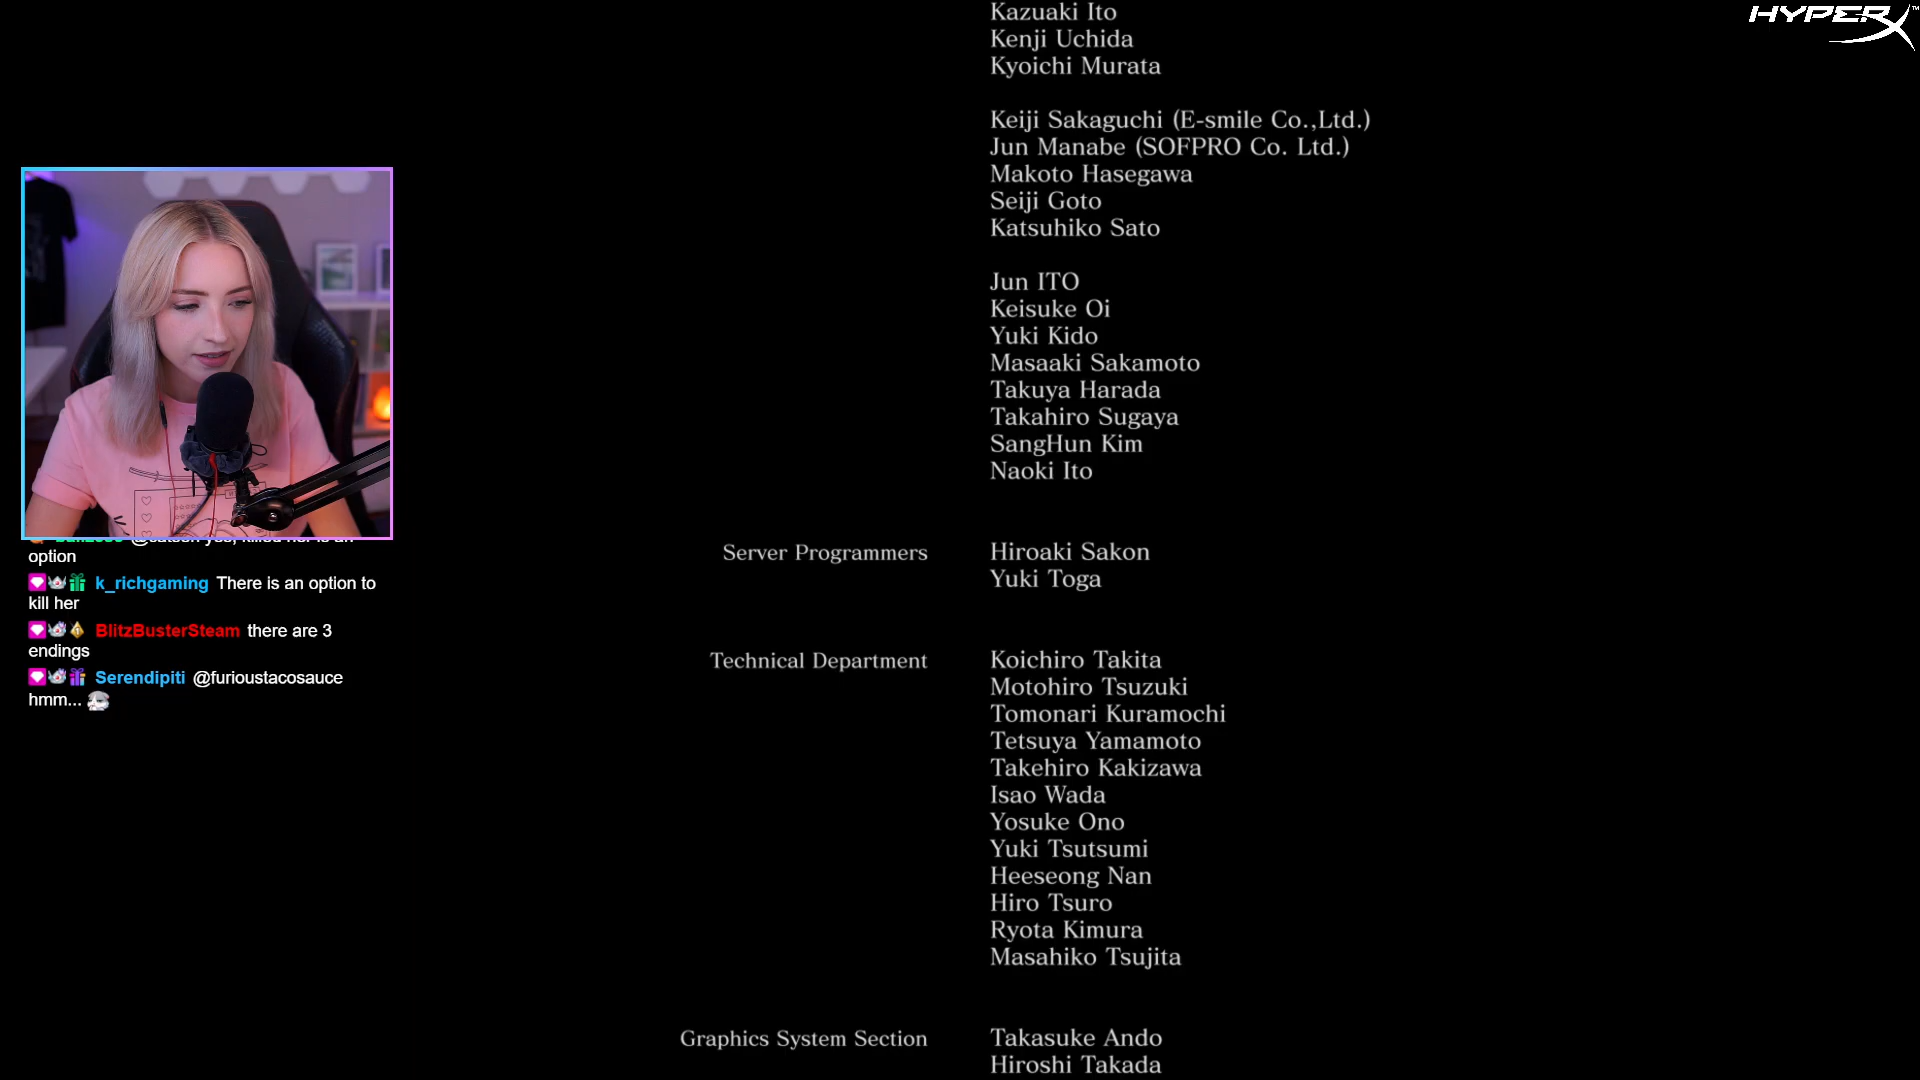 HYPERX
Kazuaki Ito
Kenji Uchida
Kyoichi Murata
Keiji Sakaguchi (E-smile Co.,Ltd.)
Jun Manabe (SOFPRO Co. Ltd.)
Makoto Hasegawa
Seiji Goto
Katsuhiko Sato
Jun ITO
Keisuke Oi
Yuki Kido
Masaaki Sakamoto
Takuya Harada
Takahiro Sugaya
SangHun Kim
Naoki Ito
Server Programmers Hiroaki Sakon
Yuki Toga
Technical Department Koichiro Takita
Motohiro Tsuzuki
Tomonari Kuramochi
Tetsuya Yamamoto
Takehiro Kakizawa
Isao Wada
Yosuke Ono
Yuki Tsutsumi
Heeseong Nan
Hiro Tsuro
Ryota Kimura
Masahiko Tsujita
Graphics System Section Takasuke Ando
Hiroshi Takada
option
k_richgaming There is an option to
kill her
BlitzBusterSteam there are 3
endings
Serendipiti @furioustacosauce
hmm...